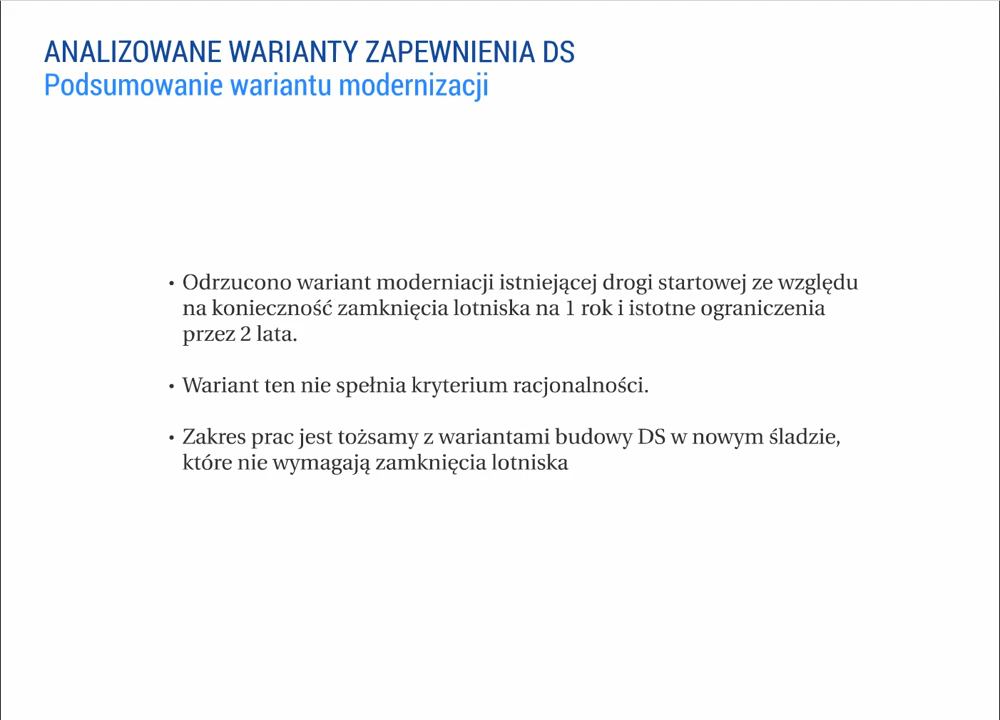 ANALIZOWANE WARIANTY ZAPEWNIENIA DS
Podsumowanie wariantu modernizacji
• Odrzucono wariant moderniacji istniejącej drogi startowej ze względu
na konieczność zamknięcia lotniska na 1 rok i istotne ograniczenia
przez 2 lata.
• Wariant ten nie spełnia kryterium racjonalności.
• Zakres prac jest tożsamy z wariantami budowy DS w nowym śladzie,
które nie wymagają zamknięcia lotniska